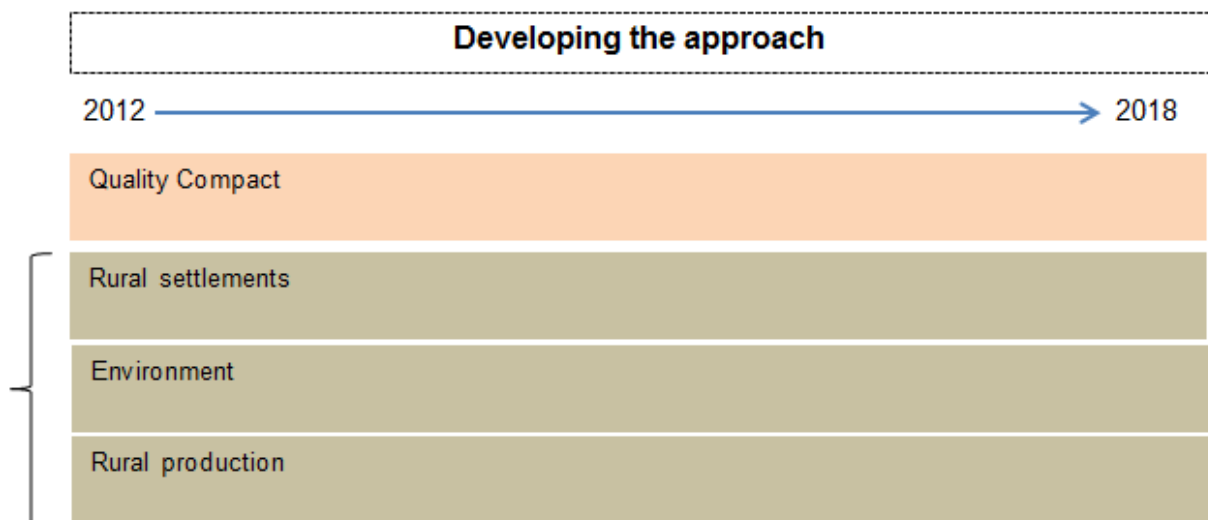 Developing the approach
2012 2018
Quality Compact
Rural settlements
Environment
Rural production